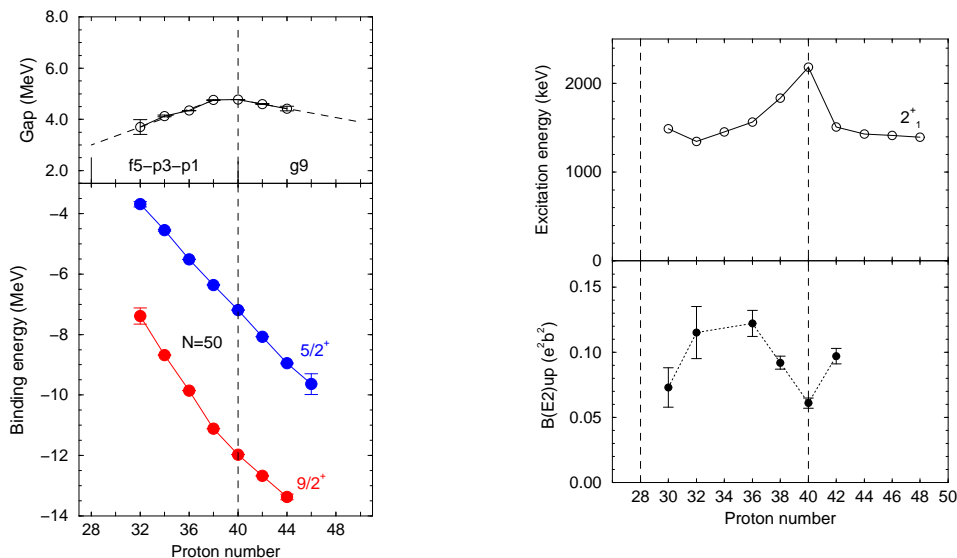 8.0
6.0
4.0
2.0
Gap (MeV)
f5−p3−p1
g9
−4
−6
−8
−10
−12
−14
Binding energy (MeV)
N=50
5/2⁺
9/2⁺
28 32 36 40 44 48
Proton number
2000
1000
0
Excitation energy (keV)
2⁺₁
0.15
0.10
0.05
0.00
B(E2)up (e²b²)
28 30 32 34 36 38 40 42 44 46 48 50
Proton number